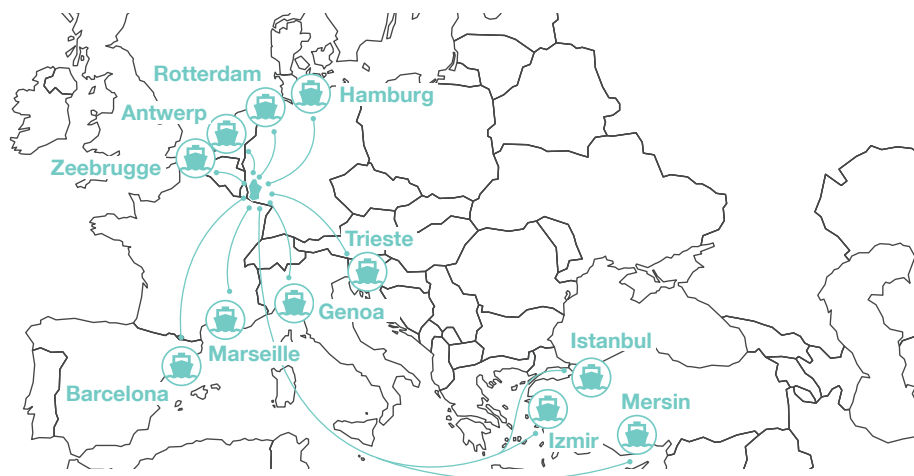 Rotterdam
Hamburg
Antwerp
Zeebrugge
Trieste
Genoa
Istanbul
Marseille
Barcelona
Mersin
Izmir